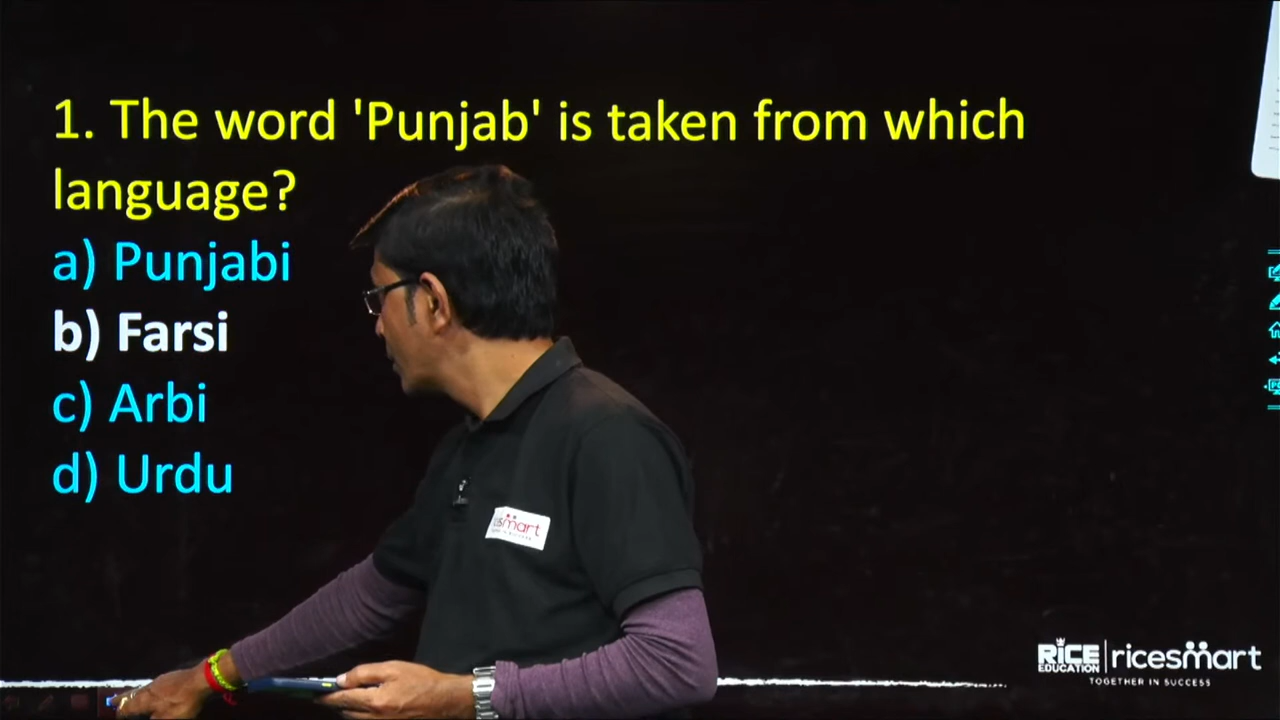 1. The word 'Punjab' is taken from which
language?
a) Punjabi
b) Farsi
c) Arbi
d) Urdu
mart
RICE
EDUCATION
ricesmart
TOGETHER IN SUCCESS